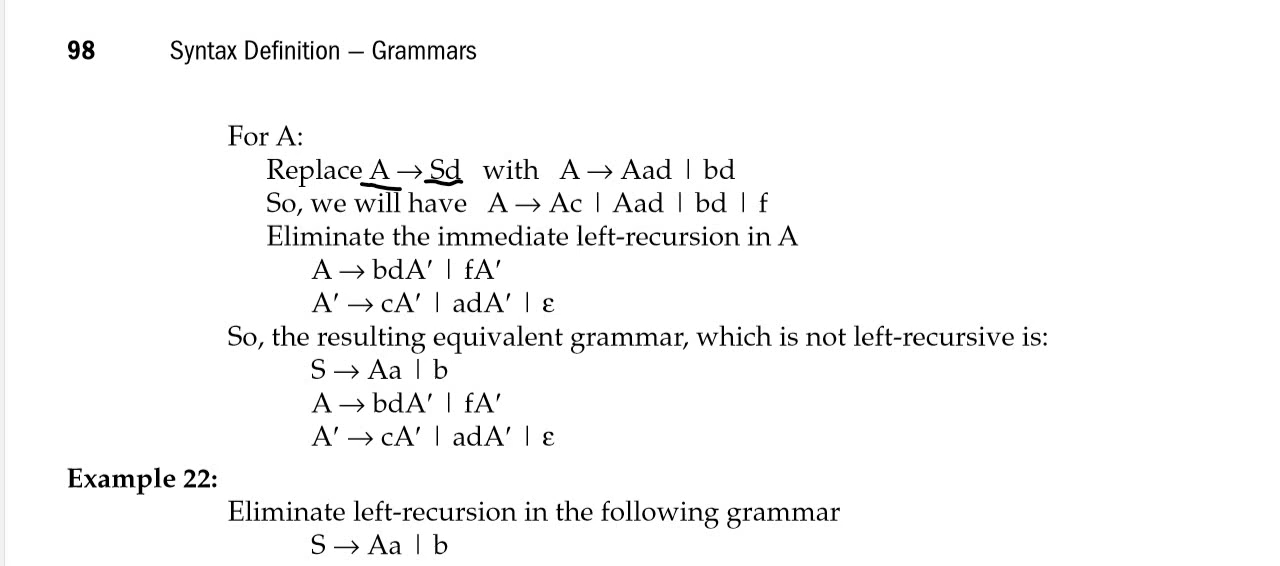 98 Syntax Definition — Grammars
For A:
Replace A → Sd with A → Aad | bd
So, we will have A → Ac | Aad | bd | f
Eliminate the immediate left-recursion in A
A → bdA′ | fA′
A′ → cA′ | adA′ | ε
So, the resulting equivalent grammar, which is not left-recursive is:
S → Aa | b
A → bdA′ | fA′
A′ → cA′ | adA′ | ε
Example 22:
Eliminate left-recursion in the following grammar
S → Aa | b